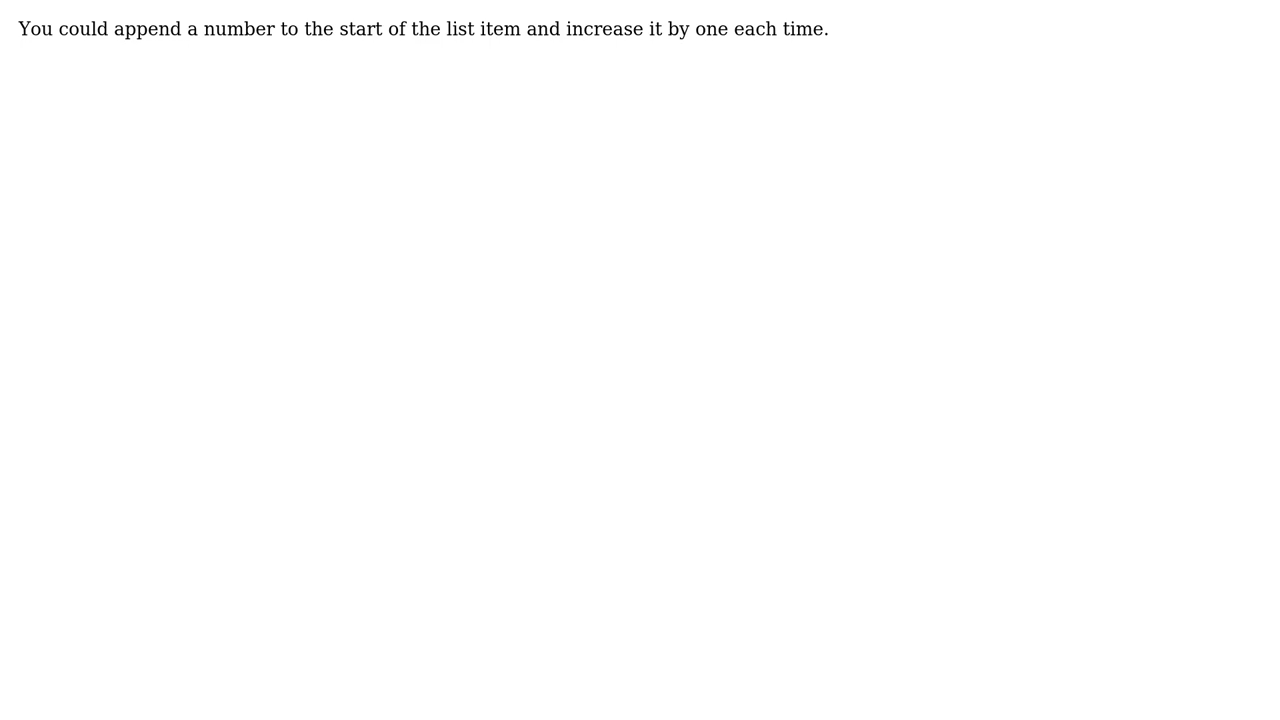 You could append a number to the start of the list item and increase it by one each time.